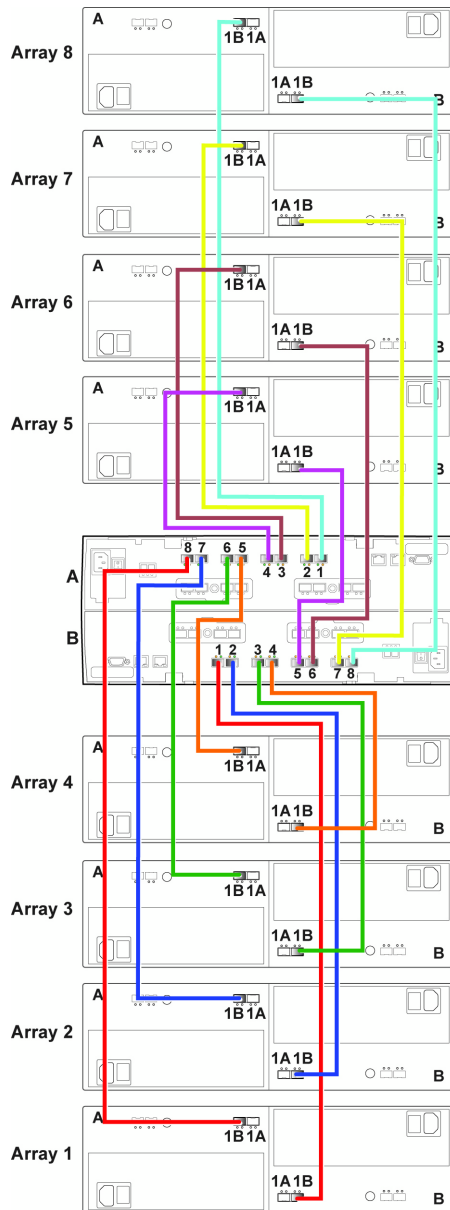 A
1B 1A
Array 8
1A 1B
B
A
1B 1A
Array 7
1A 1B
B
A
1B 1A
Array 6
1A 1B
B
A
1B 1A
Array 5
1A 1B
B
8 7 6 5
4 3 2 1
A
B
1 2 3 4
5 6 7 8
A
1B 1A
Array 4
1A 1B
B
A
1B 1A
Array 3
1A 1B
B
A
1B 1A
Array 2
1A 1B
B
A
1B 1A
Array 1
1A 1B
B